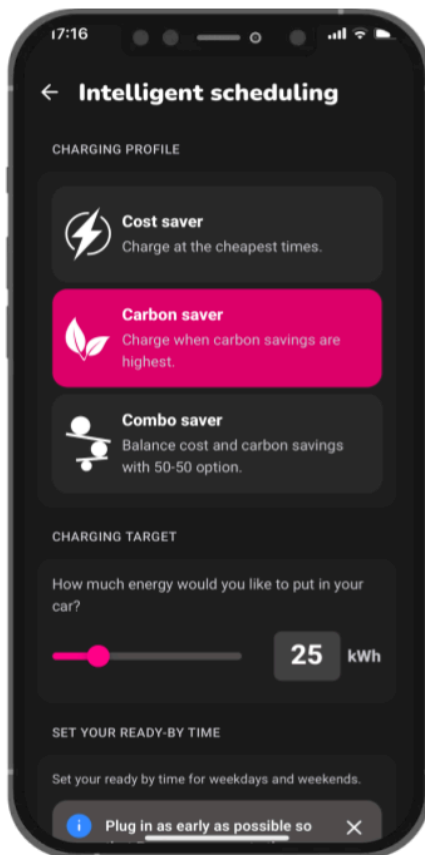 17:16
Intelligent scheduling
CHARGING PROFILE
Cost saver
Charge at the cheapest times.
Carbon saver
Charge when carbon savings are
highest.
Combo saver
Balance cost and carbon savings
with 50-50 option.
CHARGING TARGET
How much energy would you like to put in your
car?
25 kWh
SET YOUR READY-BY TIME
Set your ready by time for weekdays and weekends.
Plug in as early as possible so